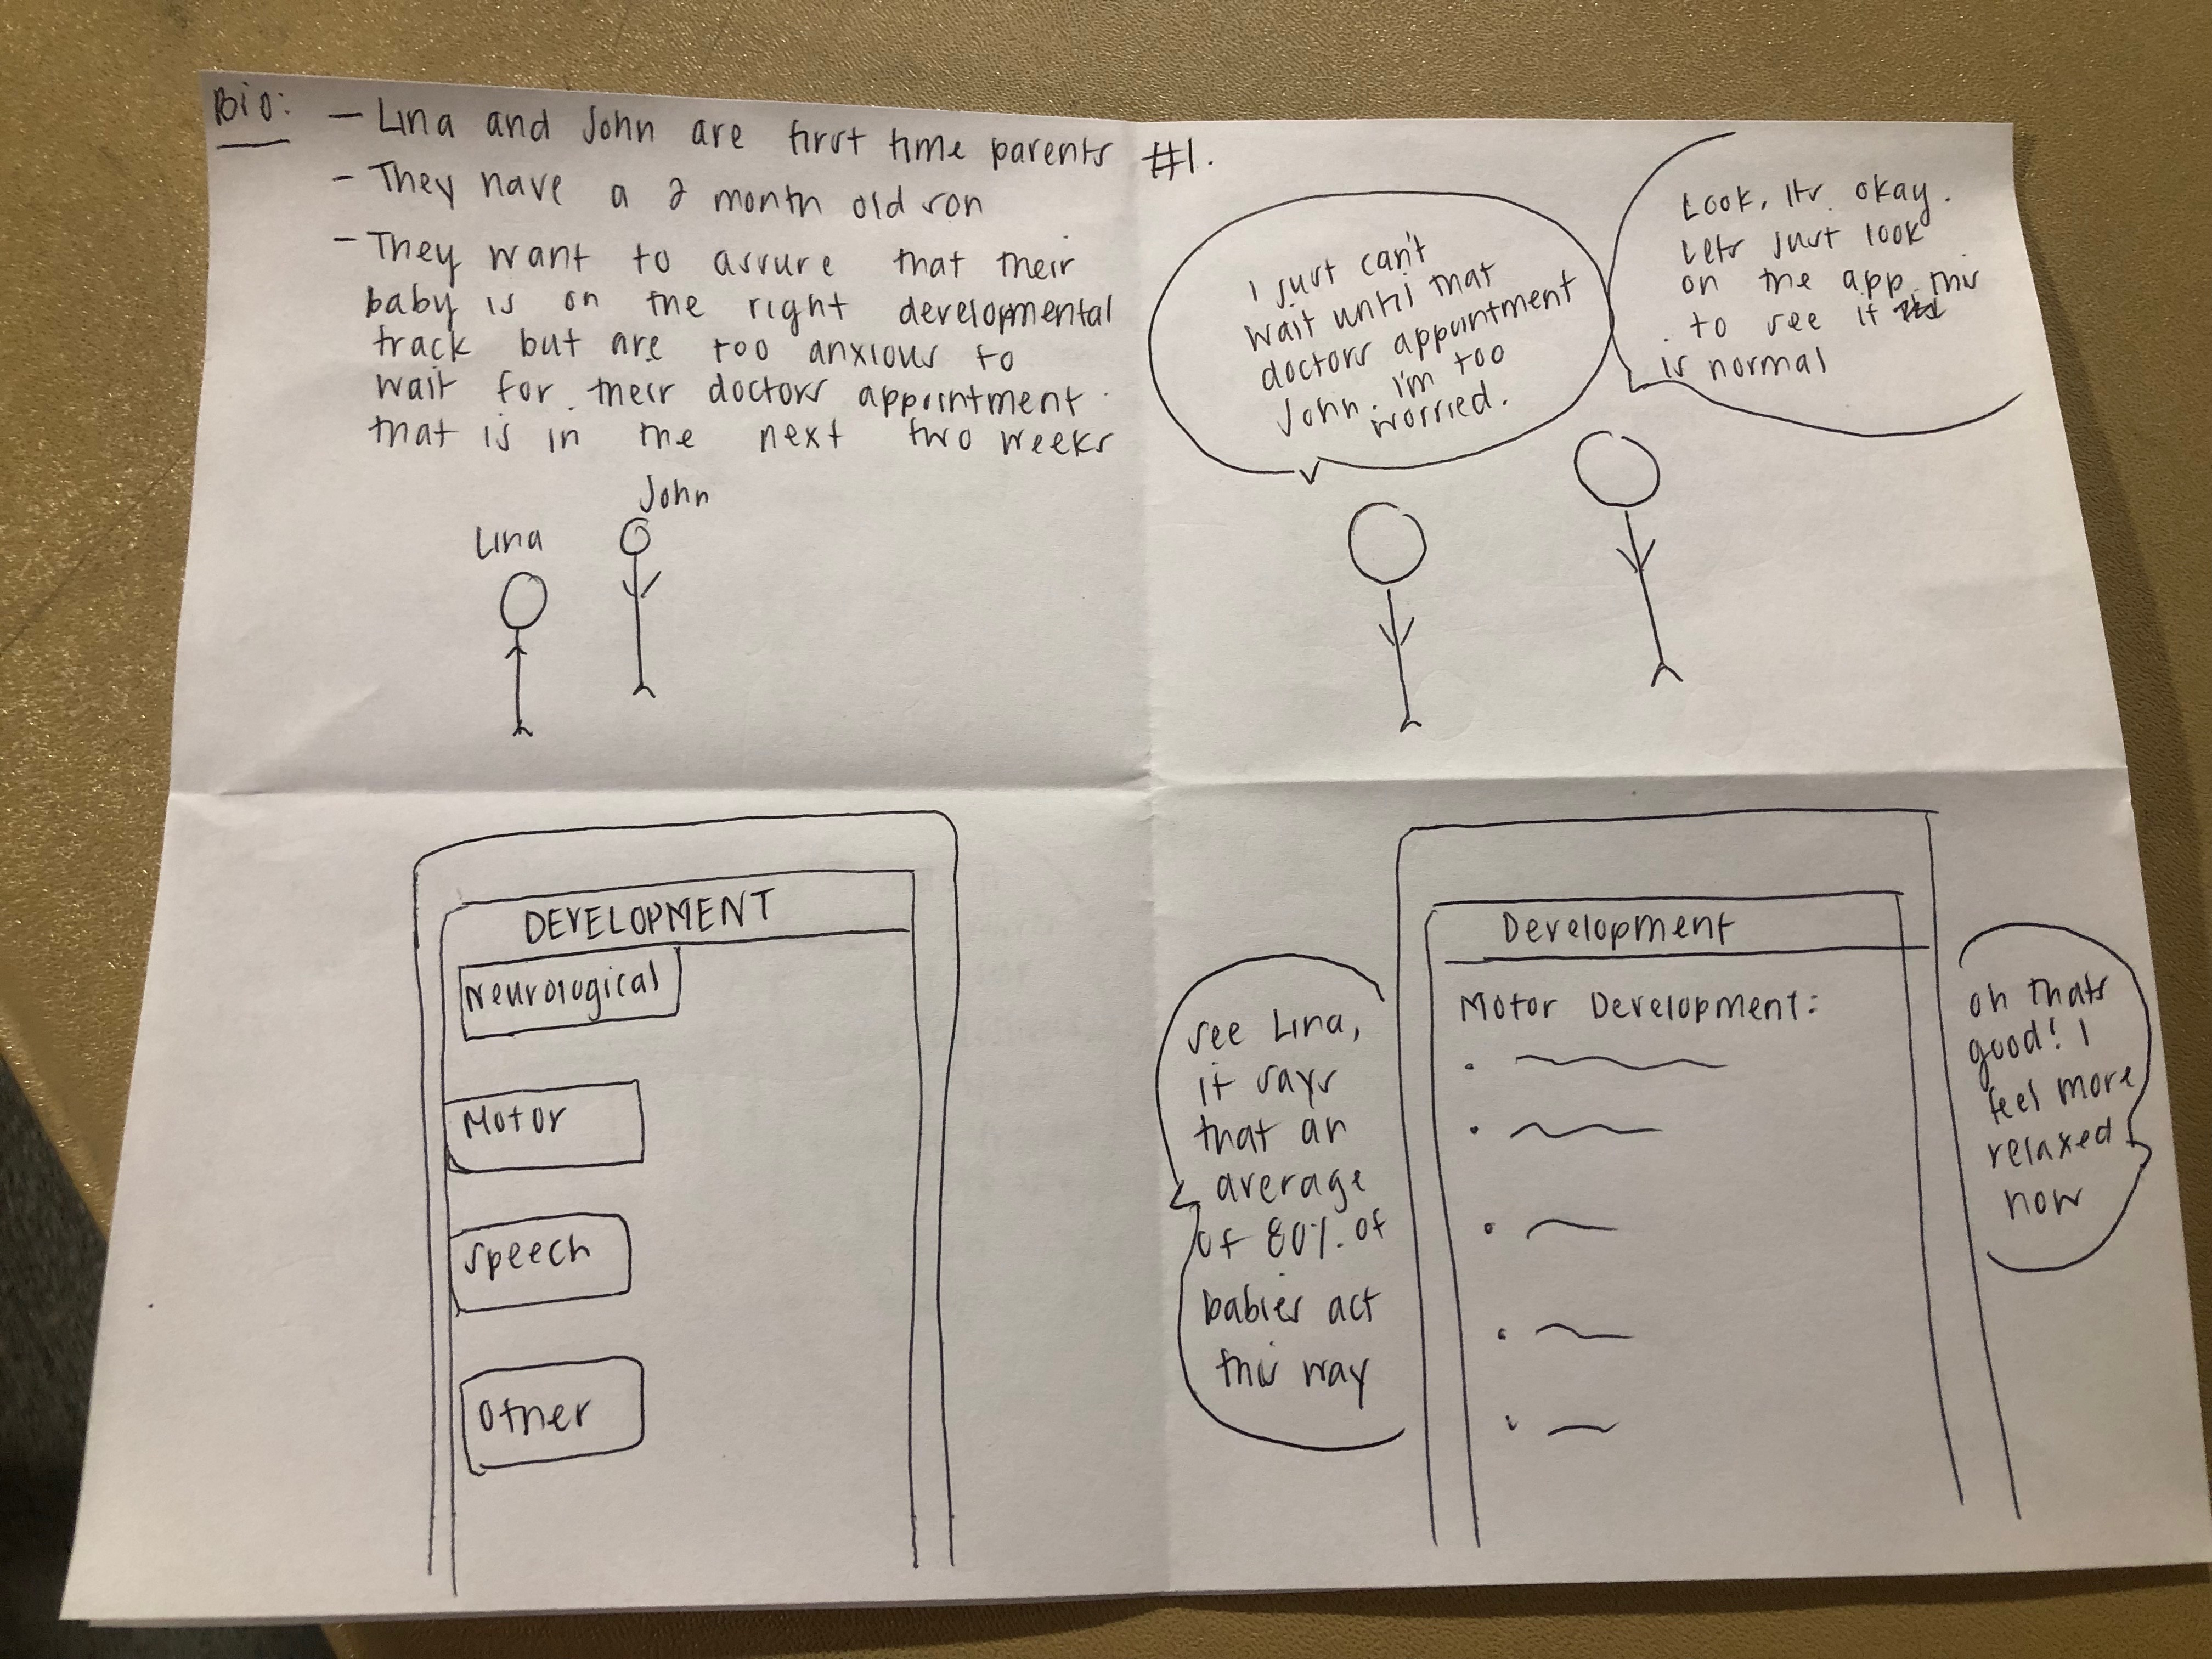 Bio: - Lina and John are first time parents
- They have a 2 month old son
- They want to assure that their
baby is on the right developmental
track but are too anxious to
wait for their doctors appointment
that is in the next two weeks
John
Lina
#1.
I just can't
wait until that
doctors appointment
John. I'm too
worried.
Look, its okay.
Lets just look
on the app this
to see if
is normal
DEVELOPMENT
Neurological
Motor
Speech
Other
see Lina,
it says
that an
average
of 80% of
babies act
this way
Development
Motor Development:
oh thats
good! I
feel more
relaxed
now